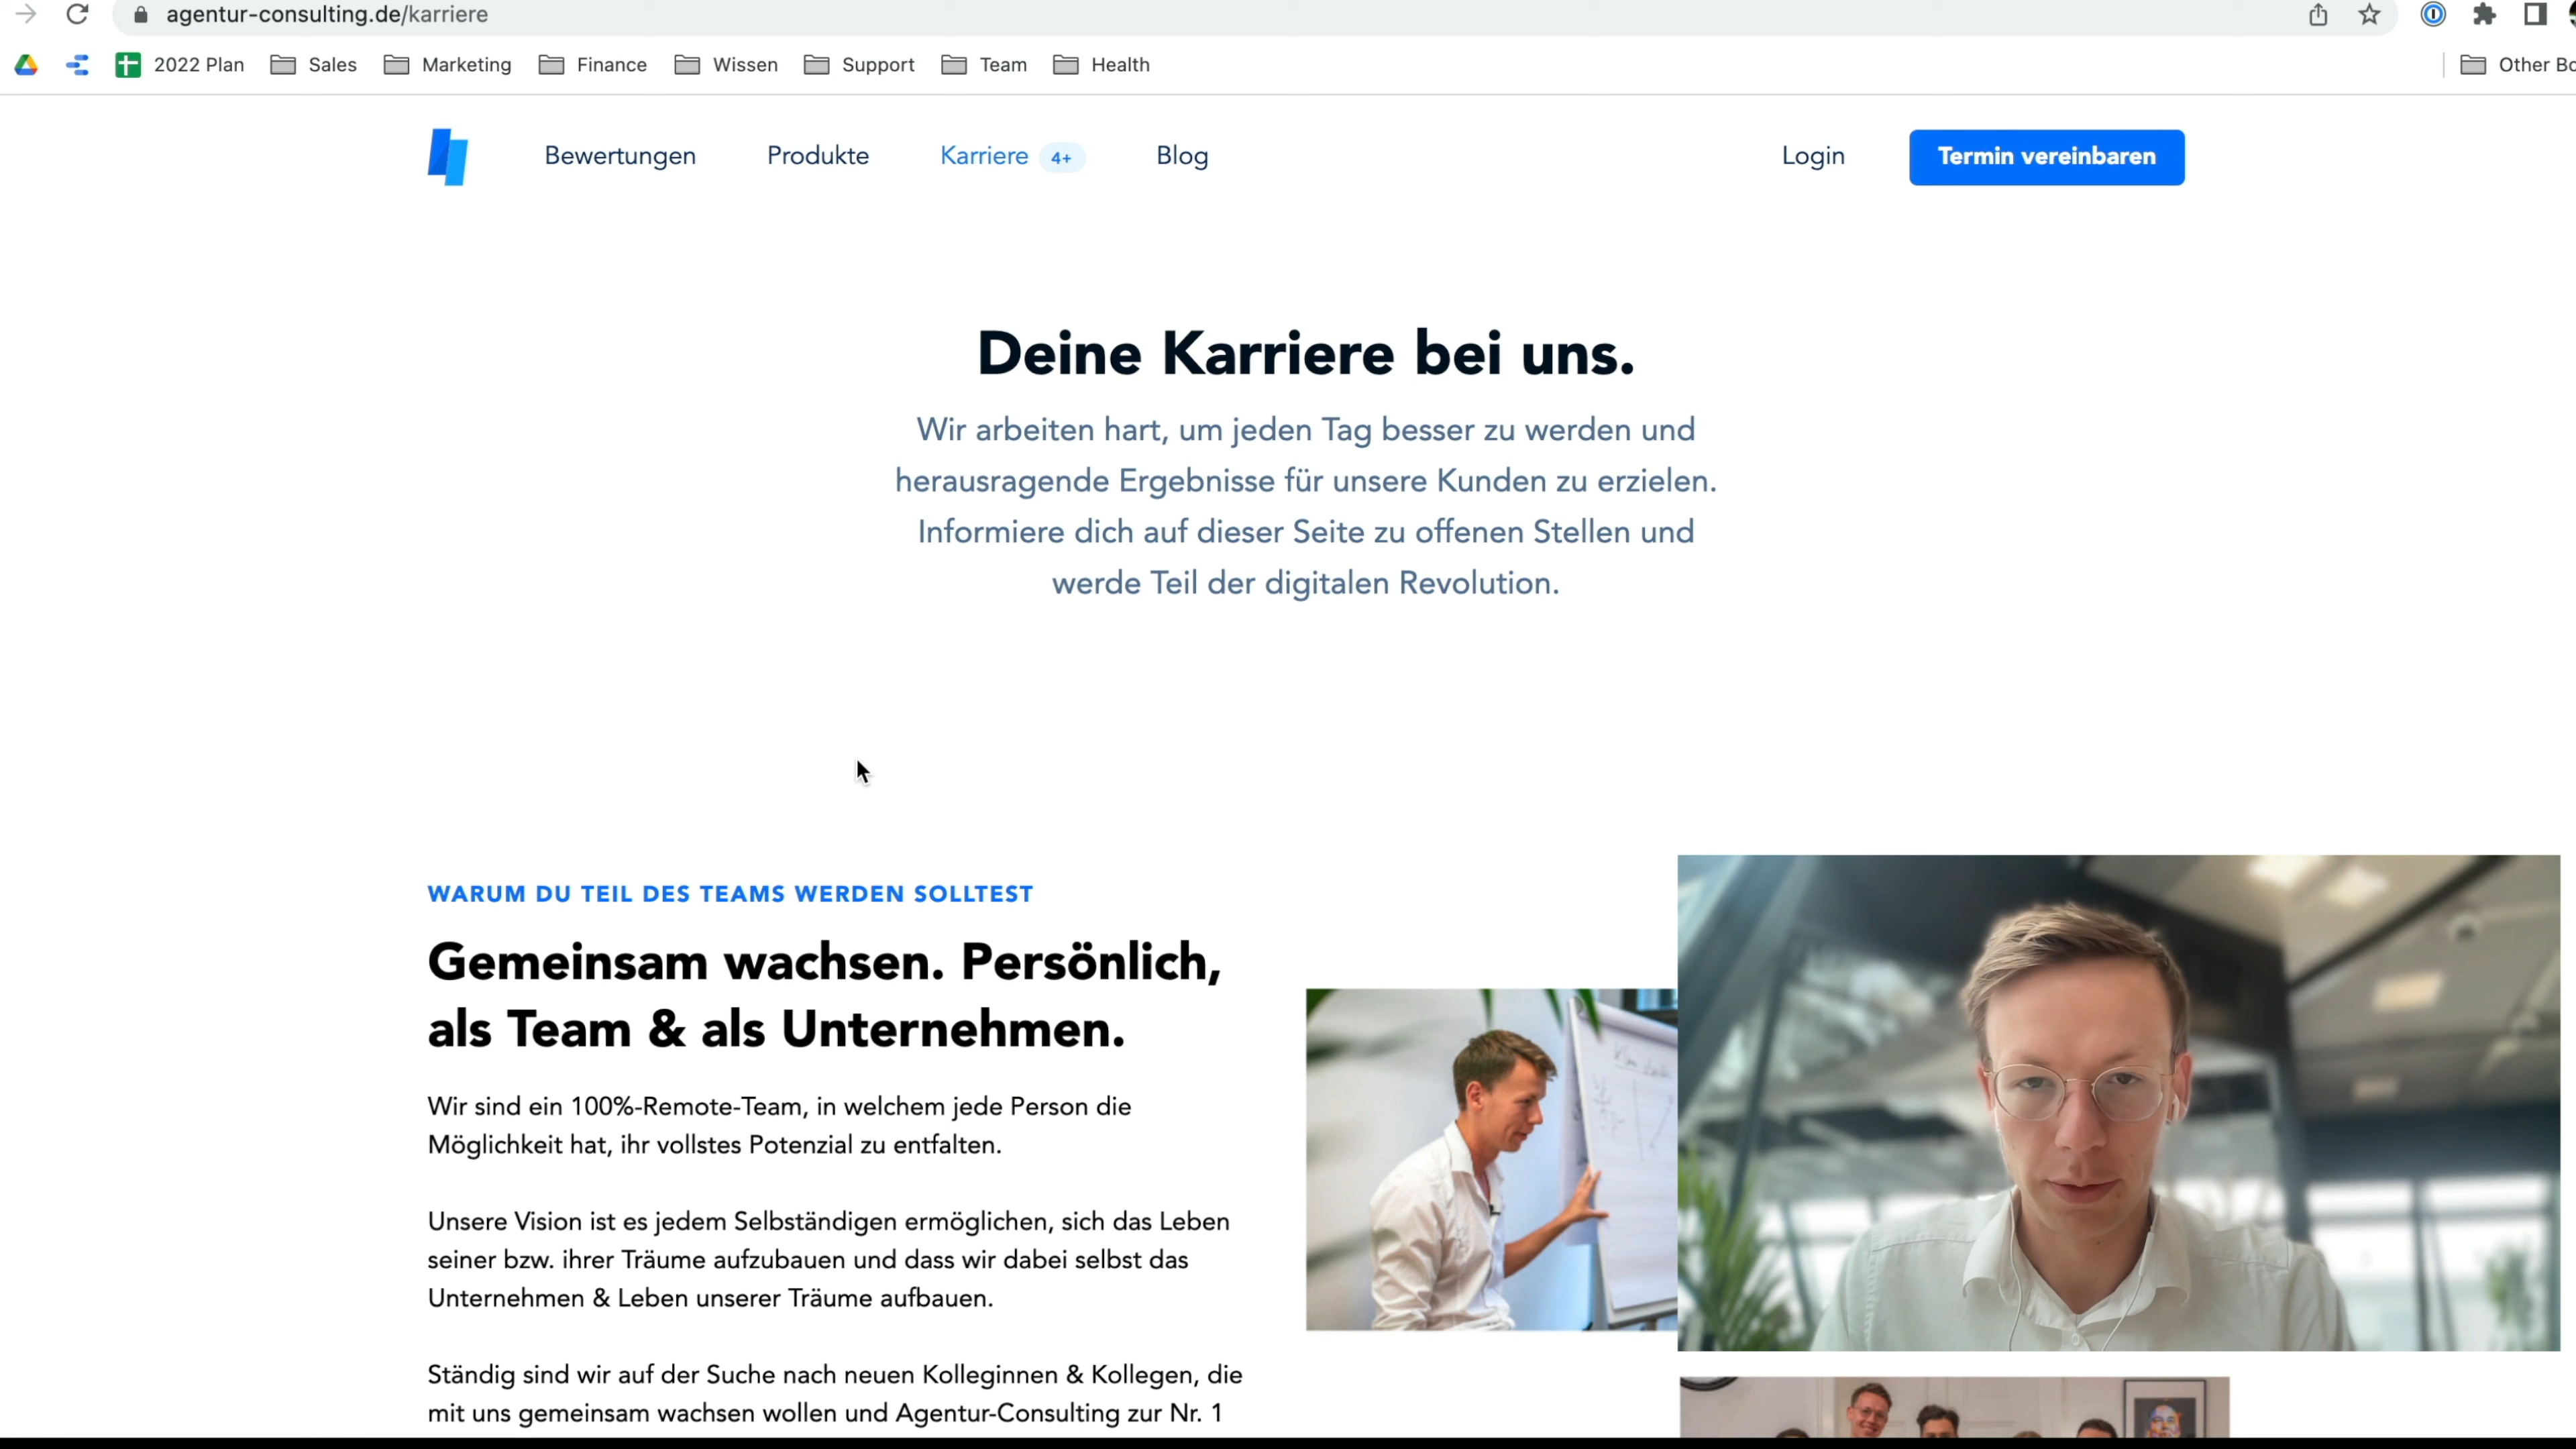 agentur-consulting.de/karriere
2022 Plan Sales Marketing Finance Wissen Support Team Health Other
Bewertungen Produkte Karriere 4+ Blog Login Termin vereinbaren
Deine Karriere bei uns.
Wir arbeiten hart, um jeden Tag besser zu werden und
herausragende Ergebnisse für unsere Kunden zu erzielen.
Informiere dich auf dieser Seite zu offenen Stellen und
werde Teil der digitalen Revolution.
WARUM DU TEIL DES TEAMS WERDEN SOLLTEST
Gemeinsam wachsen. Persönlich,
als Team & als Unternehmen.
Wir sind ein 100%-Remote-Team, in welchem jede Person die
Möglichkeit hat, ihr vollstes Potenzial zu entfalten.
Unsere Vision ist es jedem Selbständigen ermöglichen, sich das Leben
seiner bzw. ihrer Träume aufzubauen und dass wir dabei selbst das
Unternehmen & Leben unserer Träume aufbauen.
Ständig sind wir auf der Suche nach neuen Kolleginnen & Kollegen, die
mit uns gemeinsam wachsen wollen und Agentur-Consulting zur Nr. 1